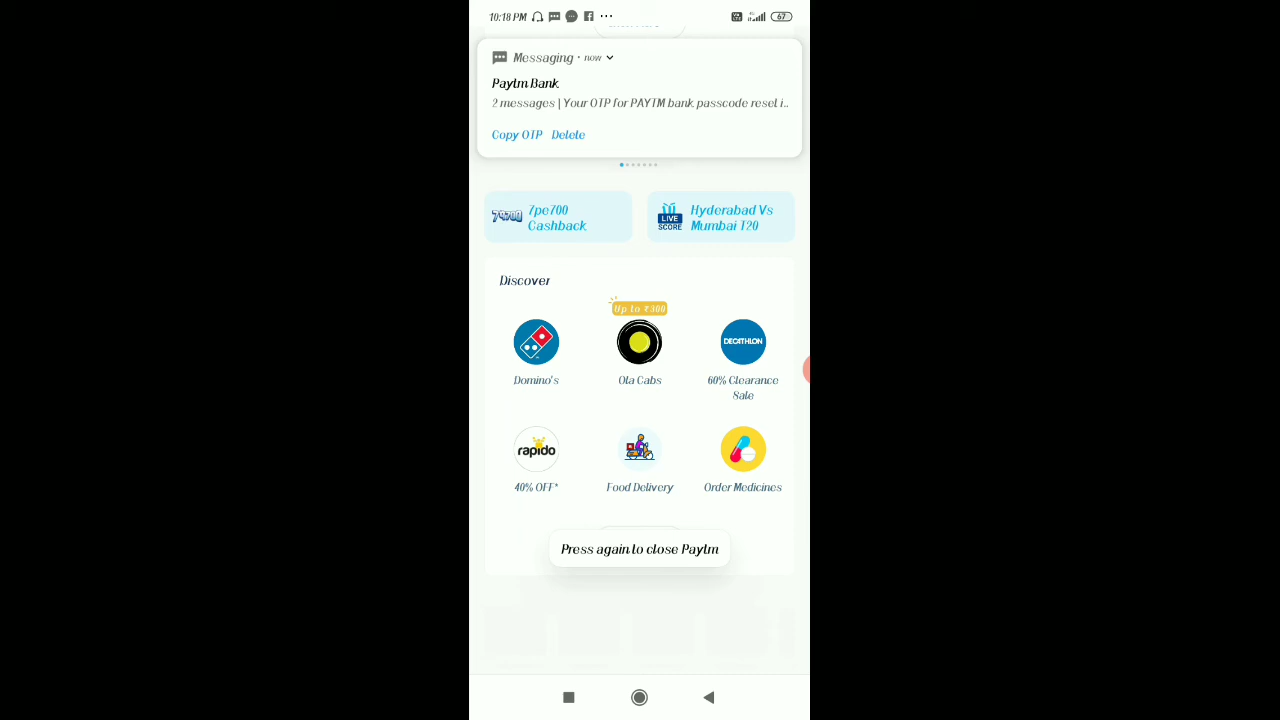 10:18 PM
67
Messaging • now
Paytm Bank
2 messages | Your OTP for PAYTM bank passcode reset i..
Copy OTP Delete
7pe700
Cashback
LIVE
SCORE
Hyderabad Vs
Mumbai T20
Discover
Up to ₹300
DECATHLON
Domino's
Ola Cabs
60% Clearance
Sale
rapido
40% OFF*
Food Delivery
Order Medicines
Press again to close Paytm